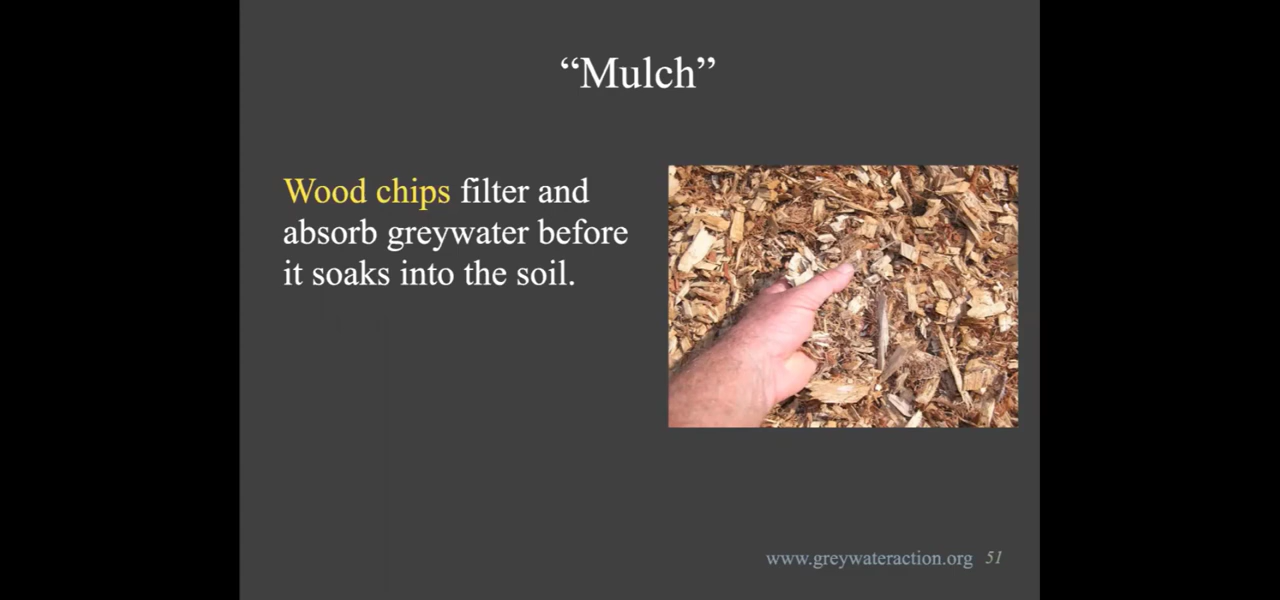 “Mulch”
Wood chips filter and
absorb greywater before
it soaks into the soil.
www.greywateraction.org 51